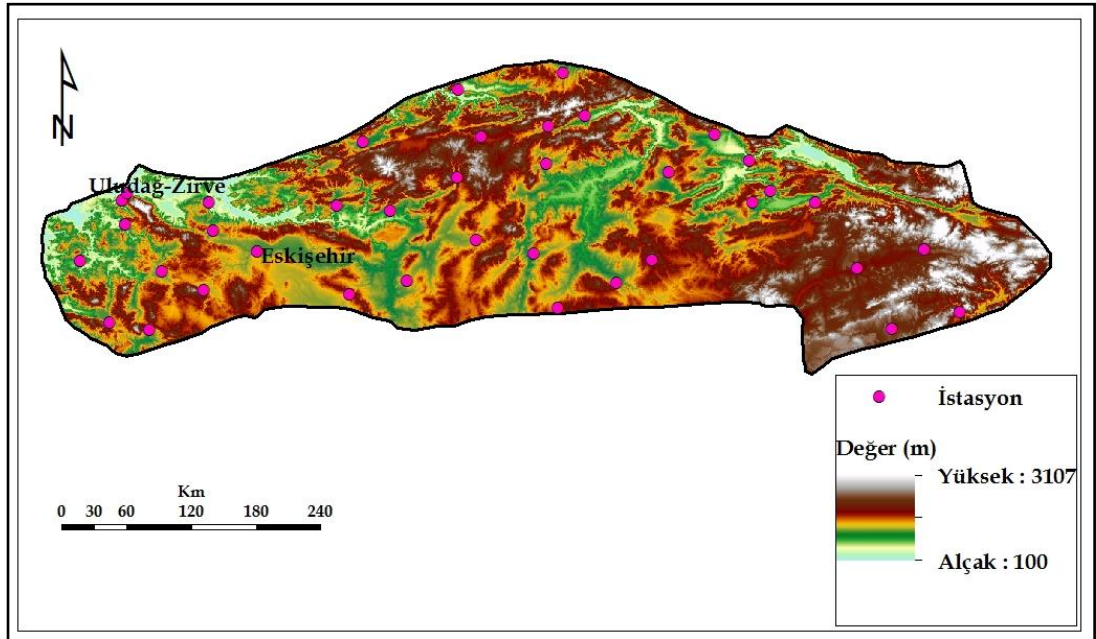 N
Uludağ-Zirve
Eskişehir
İstasyon
Değer (m)
Yüksek : 3107
Alçak : 100
Km
0 30 60 120 180 240